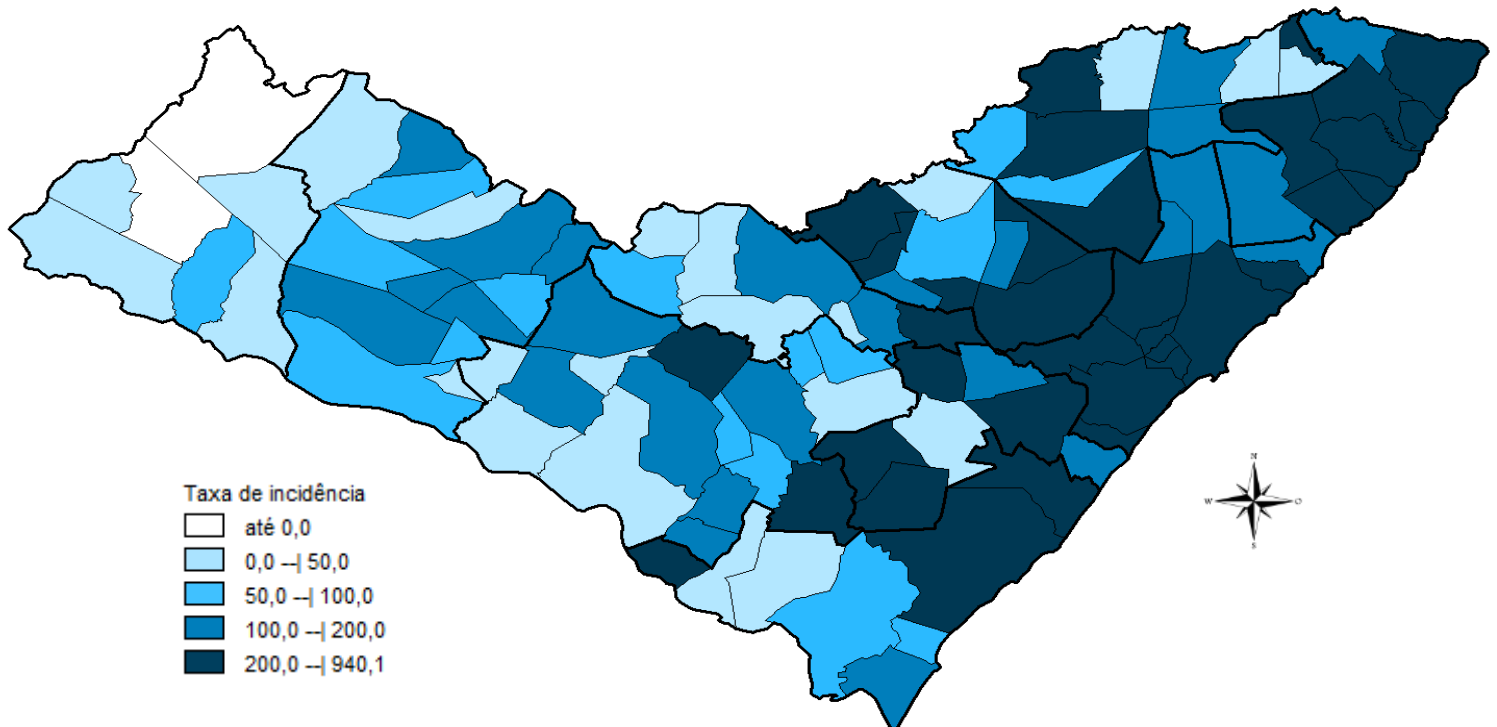 Taxa de incidência
até 0,0
0,0 --| 50,0
50,0 --| 100,0
100,0 --| 200,0
200,0 --| 940,1
N
W
O
S